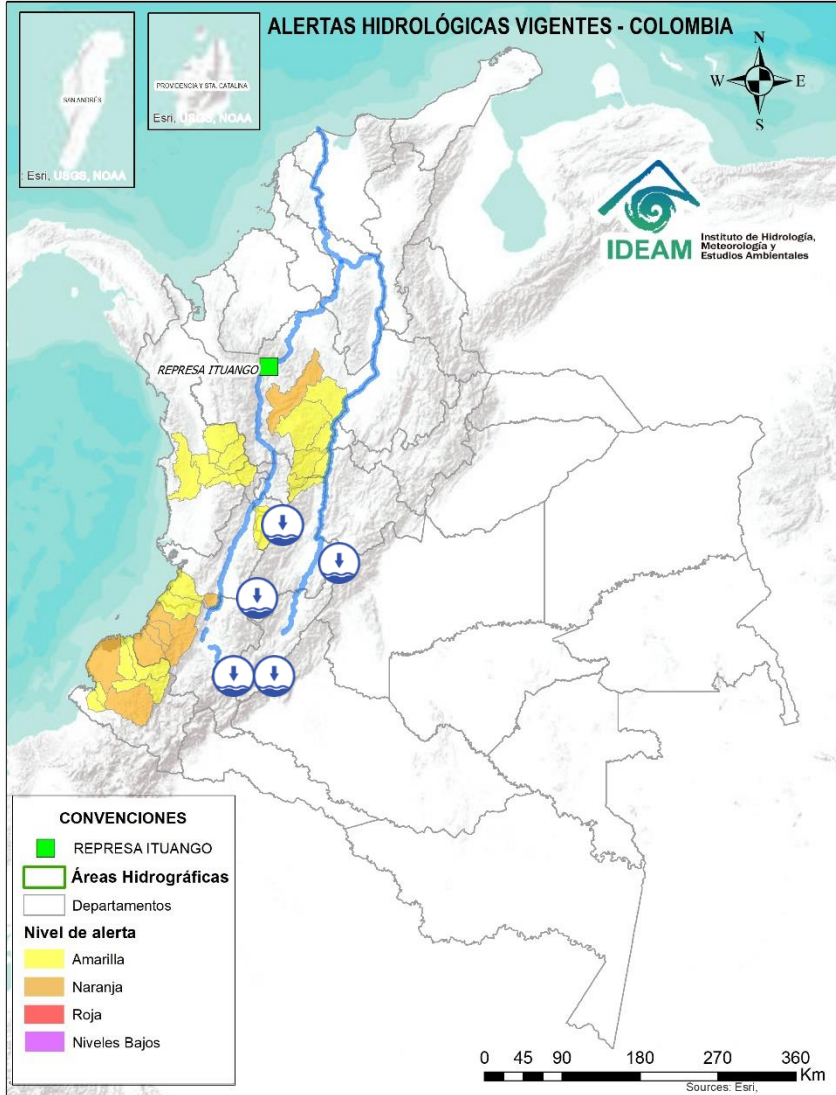 ALERTAS HIDROLÓGICAS VIGENTES - COLOMBIA
SAN ANDRÉS
Esri, USGS, NOAA
PROVIDENCIA Y STA. CATALINA
Esri, USGS, NOAA
N
W
E
S
IDEAM
Instituto de Hidrología,
Meteorología y
Estudios Ambientales
REPRESA ITUANGO
CONVENCIONES
REPRESA ITUANGO
Áreas Hidrográficas
Departamentos
Nivel de alerta
Amarilla
Naranja
Roja
Niveles Bajos
0 45 90 180 270 360
Km
Sources: Esri,